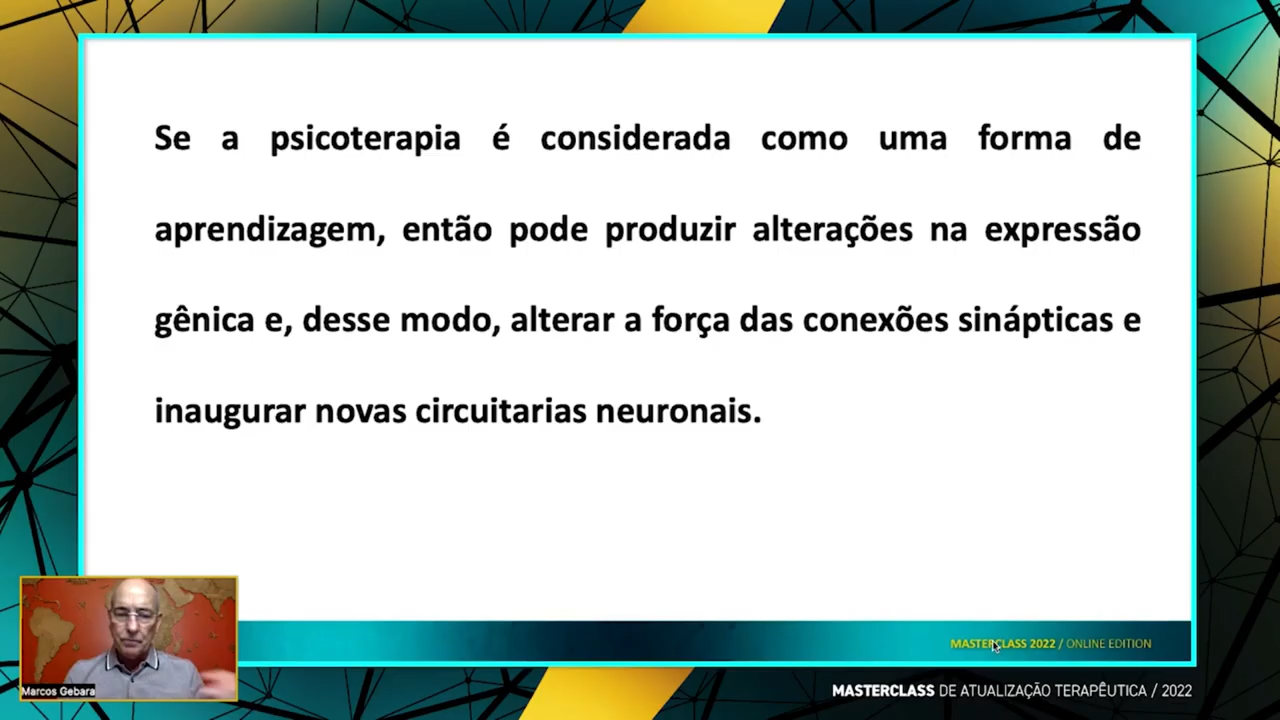 Se a psicoterapia é considerada como uma forma de
aprendizagem, então pode produzir alterações na expressão
gênica e, desse modo, alterar a força das conexões sinápticas e
inaugurar novas circuitarias neuronais.
MASTERCLASS 2022 / ONLINE EDITION
Marcos Gebara
MASTERCLASS DE ATUALIZAÇÃO TERAPÊUTICA / 2022